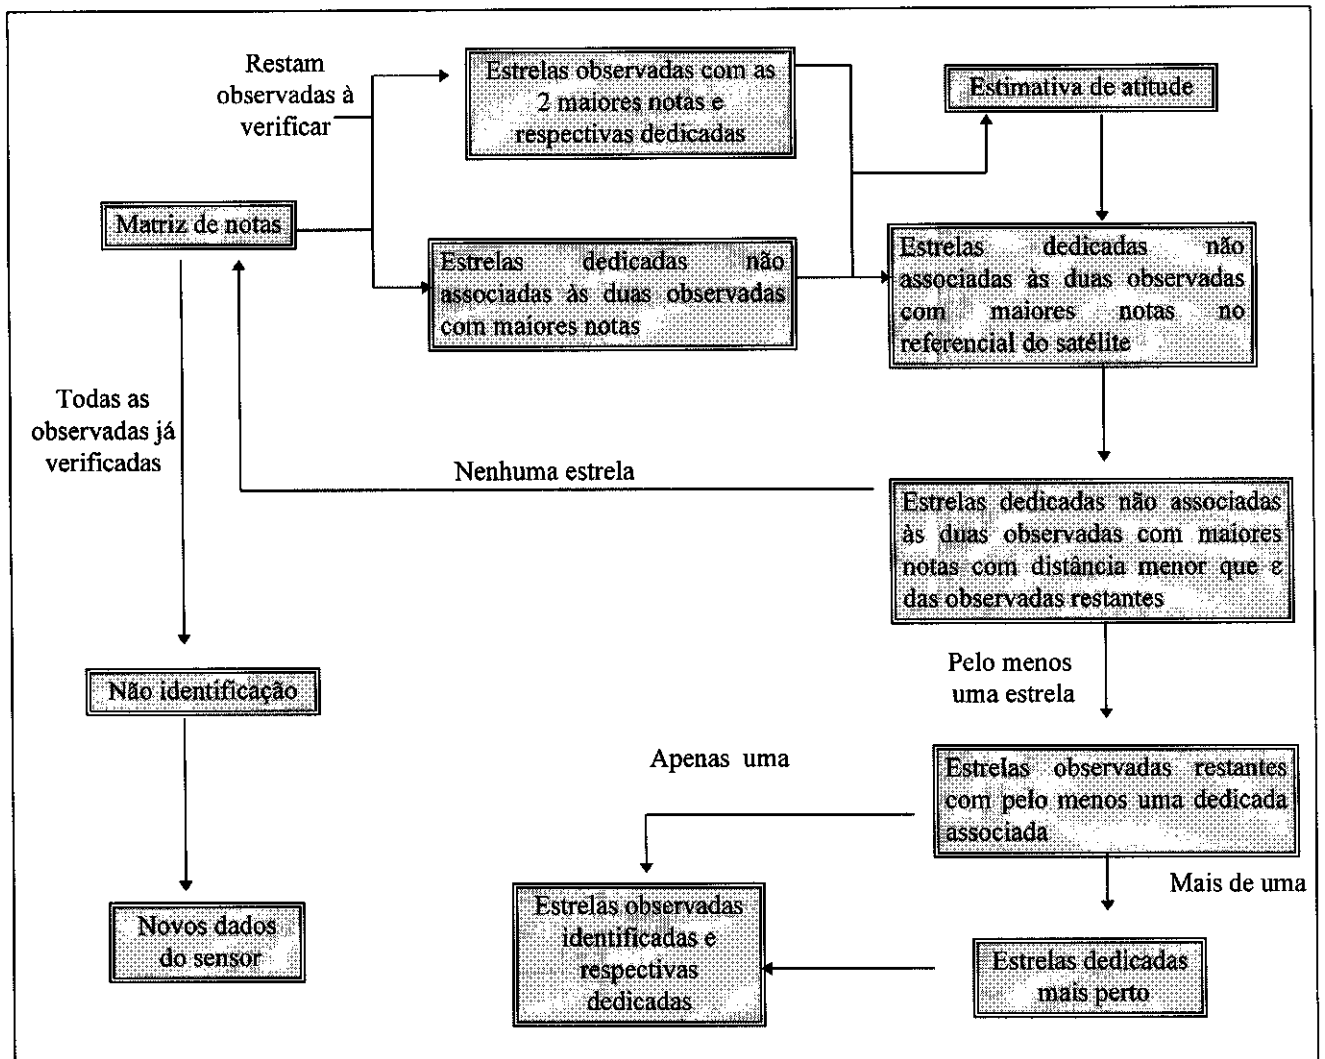 Restam
observadas à
verificar
Estrelas observadas com as
2 maiores notas e
respectivas dedicadas
Estimativa de atitude
Matriz de notas
Estrelas dedicadas não
associadas às duas observadas
com maiores notas
Estrelas dedicadas não
associadas às duas observadas
com maiores notas no
referencial do satélite
Todas as
observadas já
verificadas
Nenhuma estrela
Estrelas dedicadas não associadas
às duas observadas com maiores
notas com distância menor que ε
das observadas restantes
Não identificação
Pelo menos
uma estrela
Apenas uma
Estrelas observadas restantes
com pelo menos uma dedicada
associada
Mais de uma
Novos dados
do sensor
Estrelas observadas
identificadas e
respectivas
dedicadas
Estrelas dedicadas
mais perto